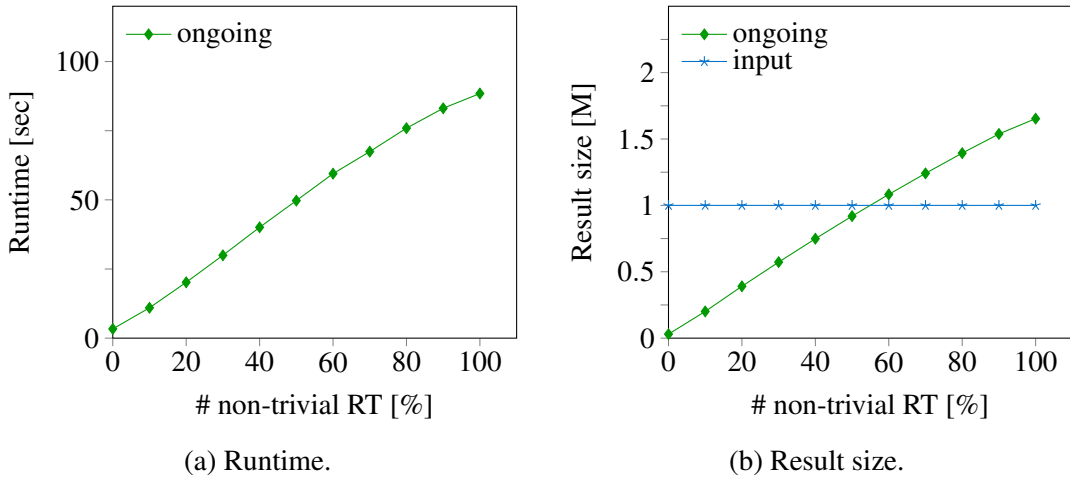 ongoing
100
50
0
Runtime [sec]
0 20 40 60 80 100
# non-trivial RT [%]
(a) Runtime.
ongoing
input
2
1.5
1
0.5
0
Result size [M]
0 20 40 60 80 100
# non-trivial RT [%]
(b) Result size.